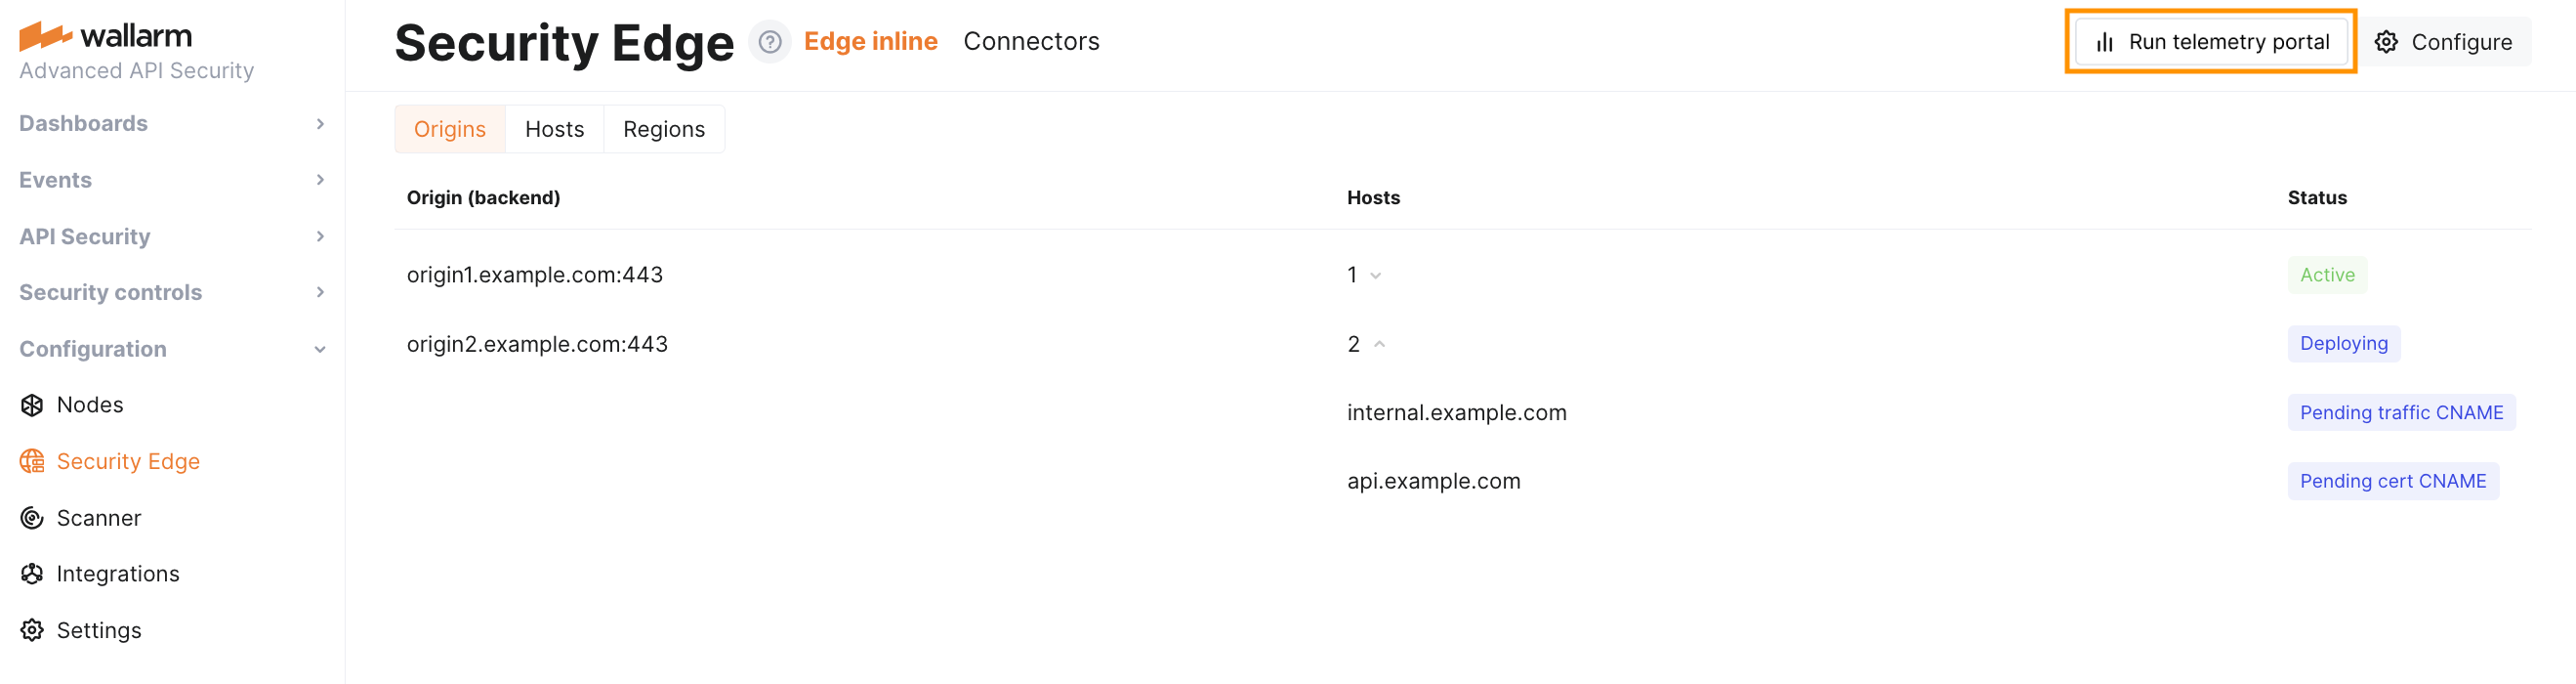 wallarm
Advanced API Security
Dashboards
Events
API Security
Security controls
Configuration
Nodes
Security Edge
Scanner
Integrations
Settings
Security Edge ? Edge inline Connectors
Run telemetry portal Configure
Origins Hosts Regions
Origin (backend) Hosts Status
origin1.example.com:443 1 Active
origin2.example.com:443 2 Deploying
internal.example.com Pending traffic CNAME
api.example.com Pending cert CNAME